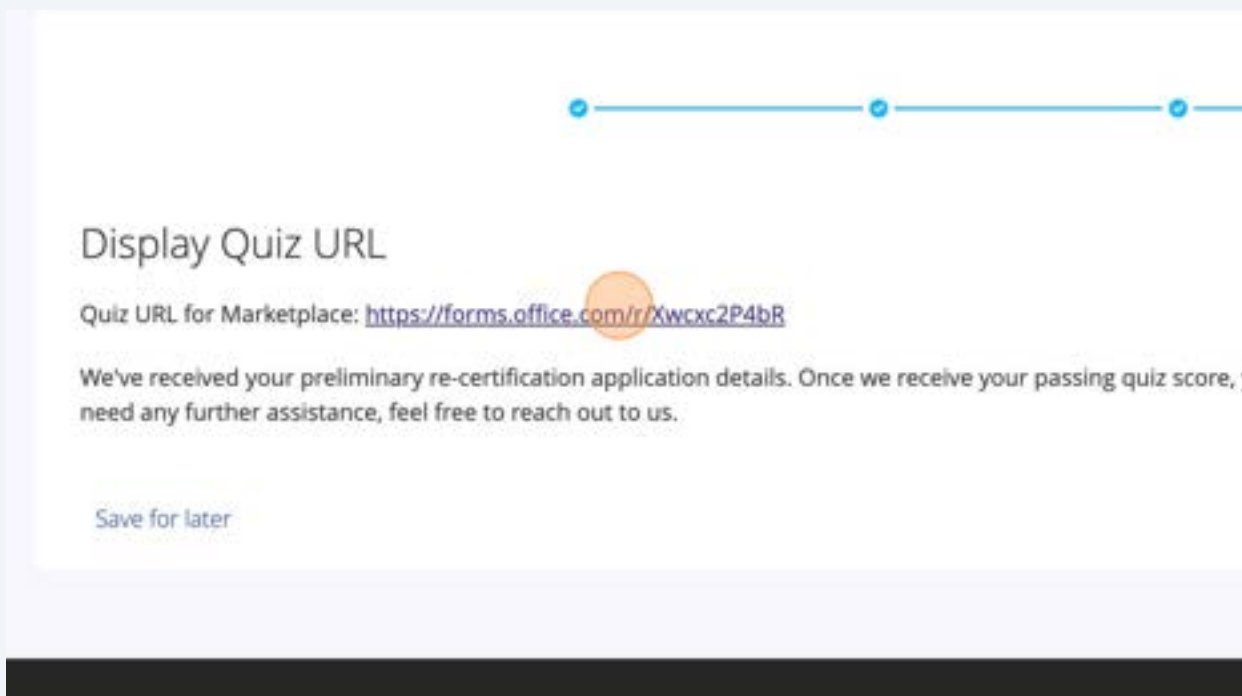 Display Quiz URL
Quiz URL for Marketplace: https://forms.office.com/r/Xwcxc2P4bR
We've received your preliminary re-certification application details. Once we receive your passing quiz score,
need any further assistance, feel free to reach out to us.
Save for later